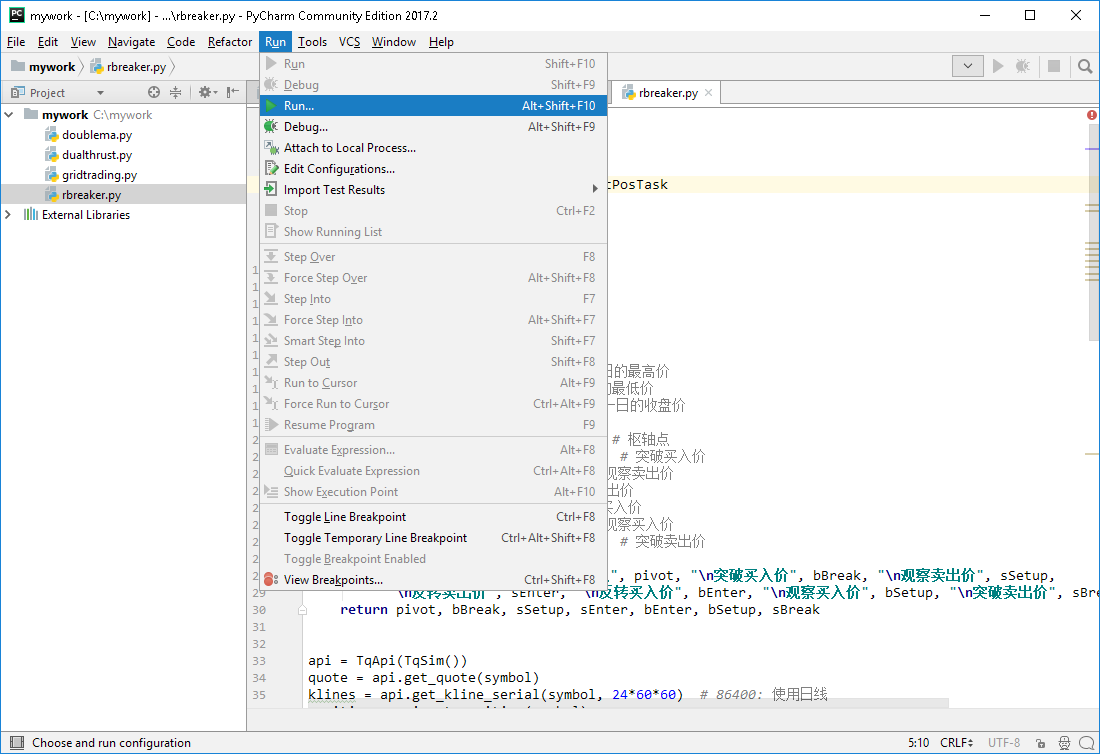 mywork - [C:\mywork] - ...\rbreaker.py - PyCharm Community Edition 2017.2
File Edit View Navigate Code Refactor Run Tools VCS Window Help
mywork rbreaker.py
Project
rbreaker.py
mywork C:\mywork
doublema.py
dualthrust.py
gridtrading.py
rbreaker.py
External Libraries
Run Shift+F10
Debug Shift+F9
Run... Alt+Shift+F10
Debug... Alt+Shift+F9
Attach to Local Process...
Edit Configurations...
Import Test Results
Stop Ctrl+F2
Show Running List
Step Over F8
Force Step Over Alt+Shift+F8
Step Into F7
Force Step Into Alt+Shift+F7
Smart Step Into Shift+F7
Step Out Shift+F8
Run to Cursor Alt+F9
Force Run to Cursor Ctrl+Alt+F9
Resume Program F9
Evaluate Expression... Alt+F8
Quick Evaluate Expression Ctrl+Alt+F8
Show Execution Point Alt+F10
Toggle Line Breakpoint Ctrl+F8
Toggle Temporary Line Breakpoint Ctrl+Alt+Shift+F8
Toggle Breakpoint Enabled
View Breakpoints... Ctrl+Shift+F8
cPosTask
日的最高价
的最低价
一日的收盘价
# 枢轴点
# 突破买入价
观察卖出价
出价
买入价
观察买入价
# 突破卖出价
", pivot, "\n突破买入价", bBreak, "\n观察卖出价", sSetup,
29 "\n反转卖出价", sEnter, "\n反转买入价", bEnter, "\n观察买入价", bSetup, "\n突破卖出价", sBre
30 return pivot, bBreak, sSetup, sEnter, bEnter, bSetup, sBreak
31
32
33 api = TqApi(TqSim())
34 quote = api.get_quote(symbol)
35 klines = api.get_kline_serial(symbol, 24*60*60) # 86400: 使用日线
Choose and run configuration 5:10 CRLF UTF-8